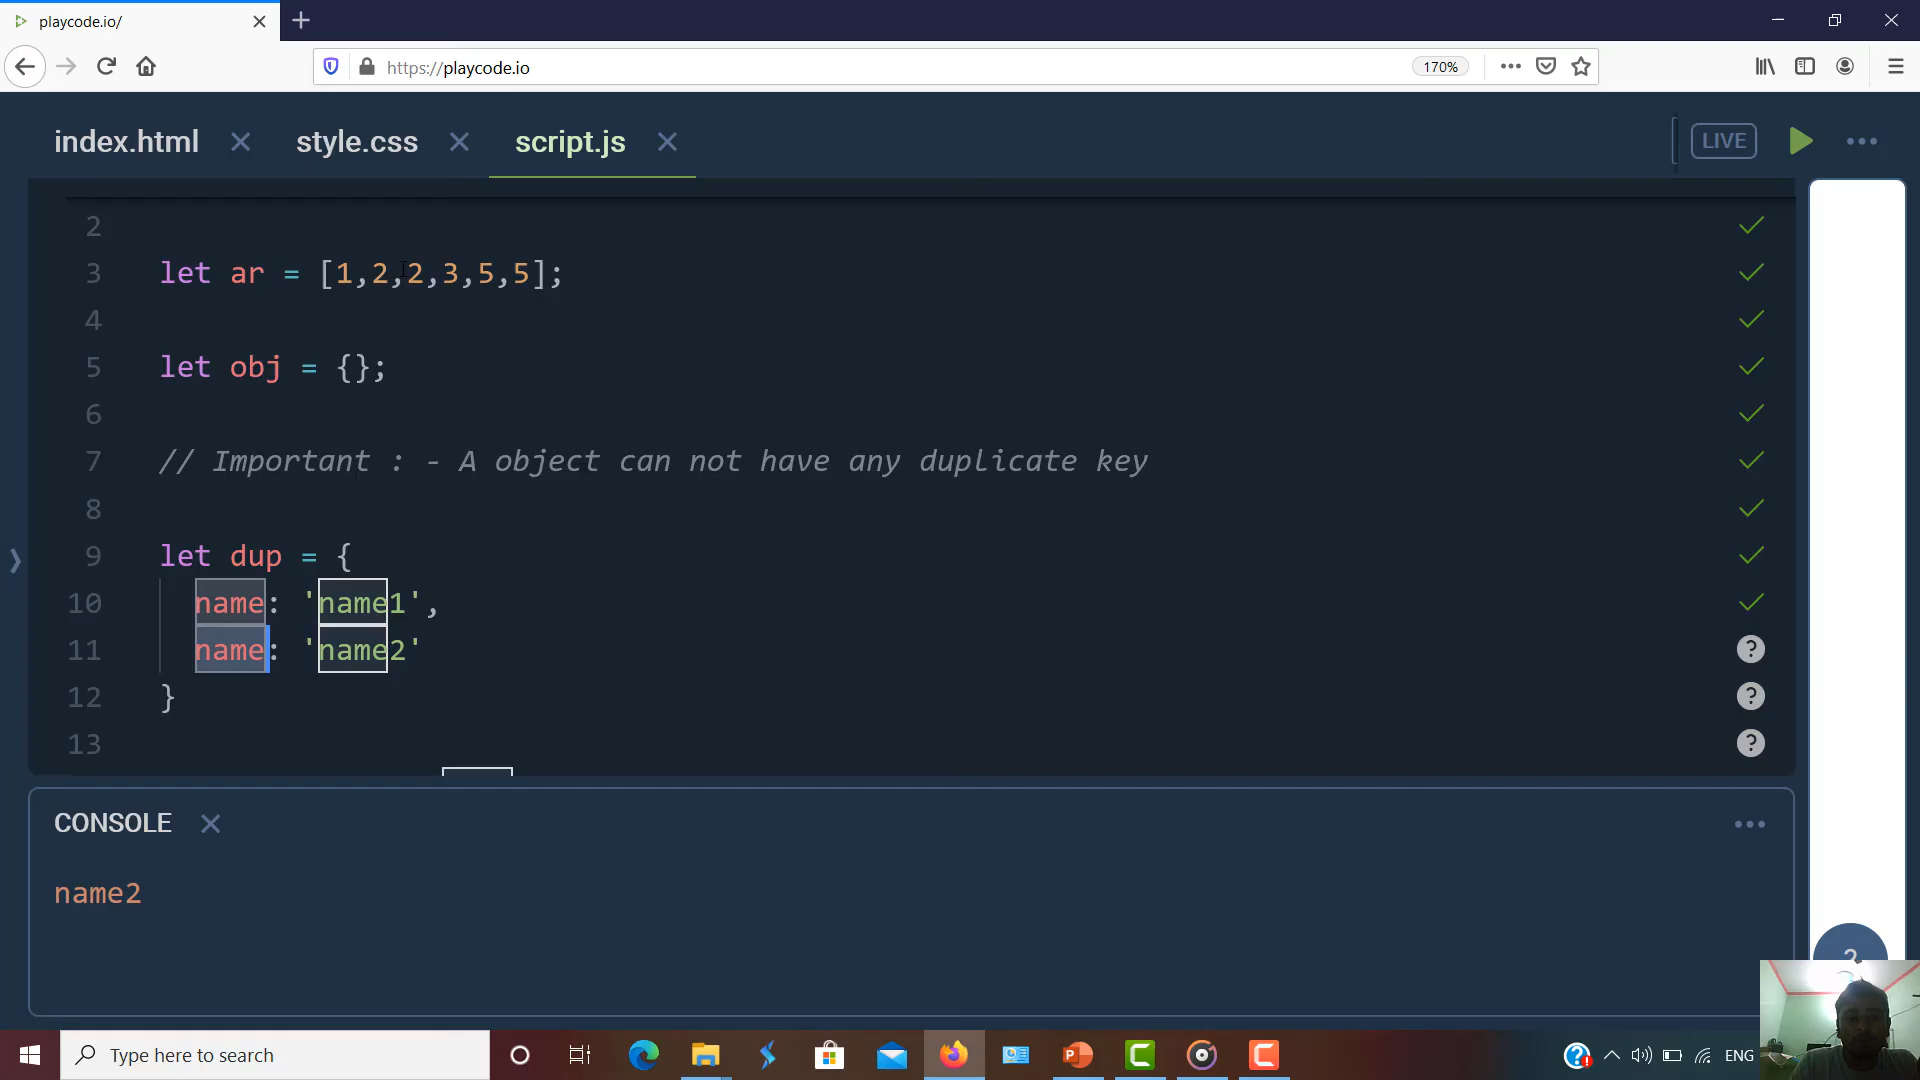 playcode.io/
https://playcode.io
170%
index.html
style.css
script.js
LIVE
2
3 let ar = [1,2,2,3,5,5];
4
5 let obj = {};
6
7 // Important : - A object can not have any duplicate key
8
9 let dup = {
10 name: 'name1',
11 name: 'name2'
12 }
13
CONSOLE
name2
Type here to search
ENG